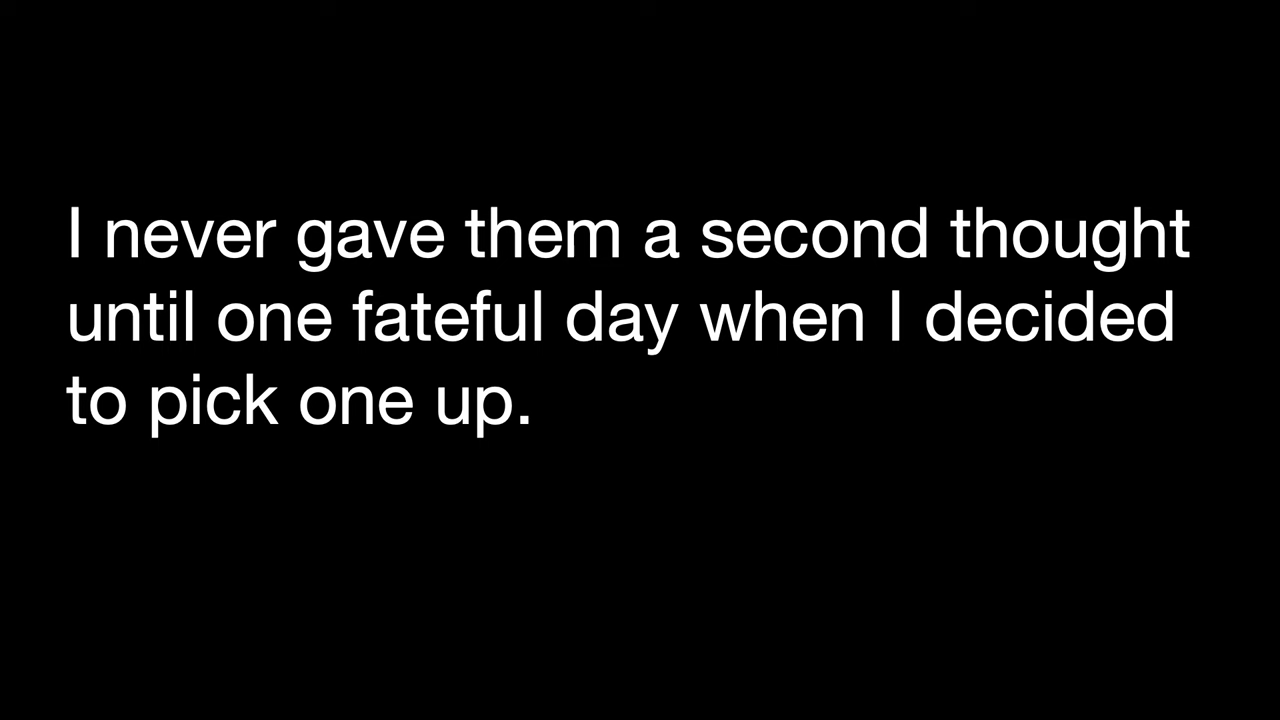 I never gave them a second thought
until one fateful day when I decided
to pick one up.